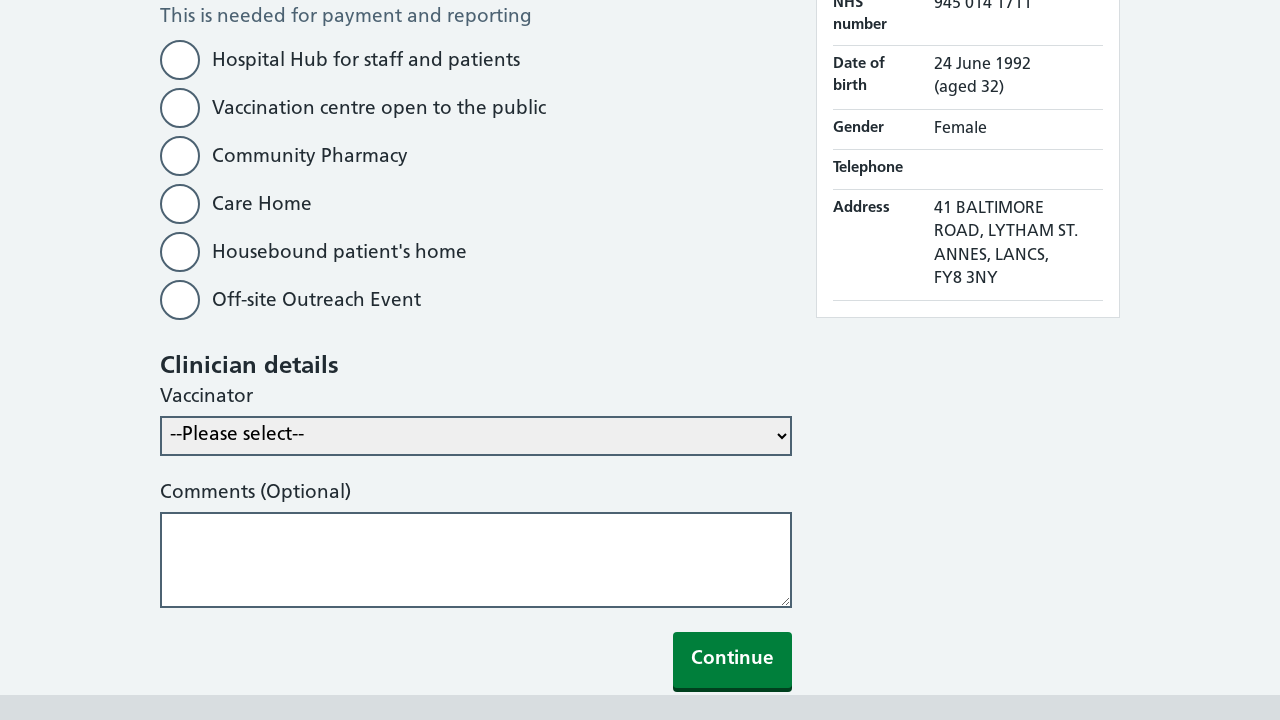 This is needed for payment and reporting
Hospital Hub for staff and patients
Vaccination centre open to the public
Community Pharmacy
Care Home
Housebound patient's home
Off-site Outreach Event
Clinician details
Vaccinator
--Please select--
Comments (Optional)
Continue
NHS 945 014 1711
number
Date of 24 June 1992
birth (aged 32)
Gender Female
Telephone
Address 41 BALTIMORE
ROAD, LYTHAM ST.
ANNES, LANCS,
FY8 3NY